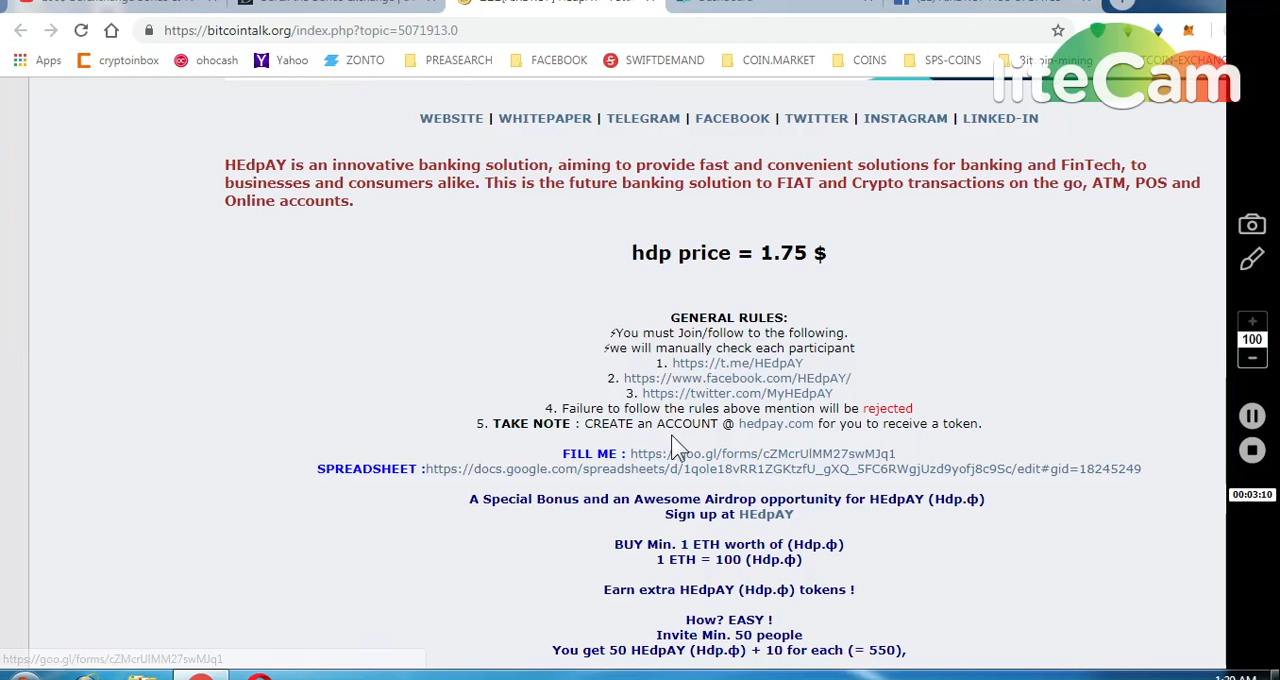 https://bitcointalk.org/index.php?topic=5071913.0
Apps cryptoinbox ohocash Yahoo ZONTO PREASEARCH FACEBOOK SWIFTDEMAND COIN.MARKET COINS SPS-COINS Bitcoin-mining COIN-EXCHANG
liteCam
WEBSITE | WHITEPAPER | TELEGRAM | FACEBOOK | TWITTER | INSTAGRAM | LINKED-IN
HEdpAY is an innovative banking solution, aiming to provide fast and convenient solutions for banking and FinTech, to
businesses and consumers alike. This is the future banking solution to FIAT and Crypto transactions on the go, ATM, POS and
Online accounts.
hdp price = 1.75 $
GENERAL RULES:
⚡You must Join/follow to the following.
⚡we will manually check each participant
1. https://t.me/HEdpAY
2. https://www.facebook.com/HEdpAY/
3. https://twitter.com/MyHEdpAY
4. Failure to follow the rules above mention will be rejected
5. TAKE NOTE : CREATE an ACCOUNT @ hedpay.com for you to receive a token.
FILL ME : https://goo.gl/forms/cZMcrUlMM27swMJq1
SPREADSHEET :https://docs.google.com/spreadsheets/d/1qole18vRR1ZGKtzfU_gXQ_5FC6RWgjUzd9yofj8c9Sc/edit#gid=18245249
A Special Bonus and an Awesome Airdrop opportunity for HEdpAY (Hdp.ф)
Sign up at HEdpAY
BUY Min. 1 ETH worth of (Hdp.ф)
1 ETH = 100 (Hdp.ф)
Earn extra HEdpAY (Hdp.ф) tokens !
How? EASY !
Invite Min. 50 people
You get 50 HEdpAY (Hdp.ф) + 10 for each (= 550),
https://goo.gl/forms/cZMcrUlMM27swMJq1
100
00:03:10